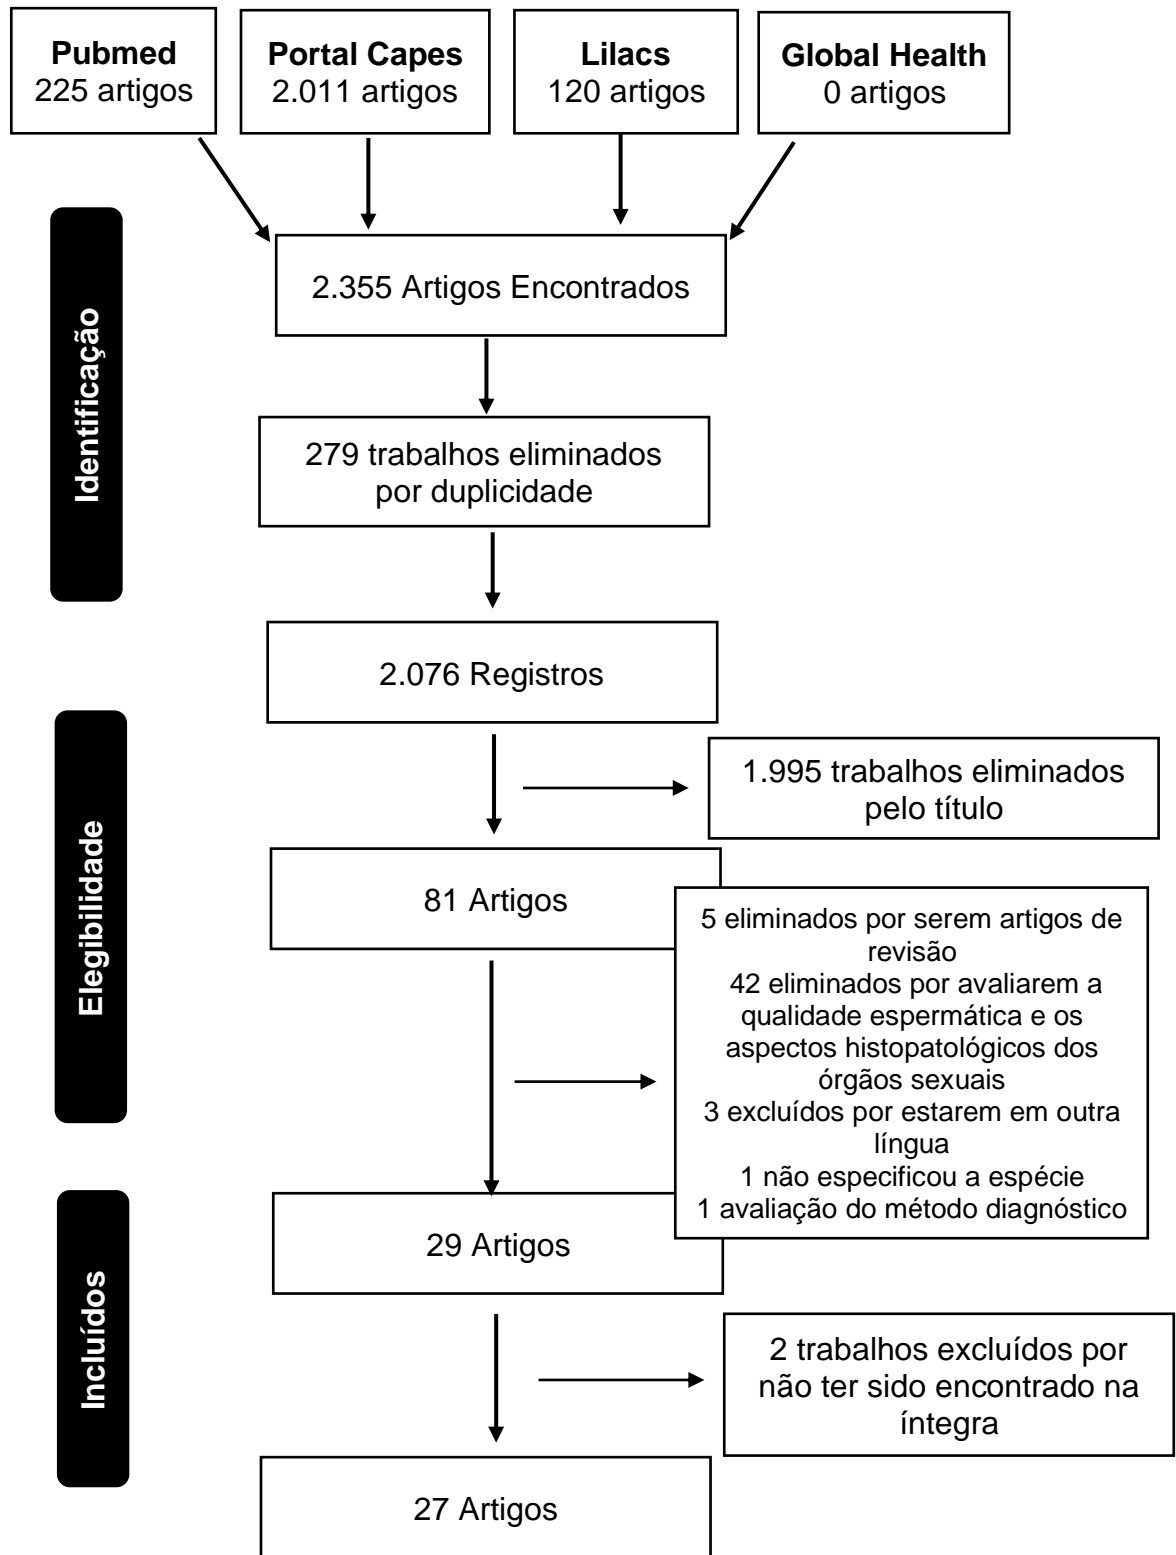 Pubmed
225 artigos
Portal Capes
2.011 artigos
Lilacs
120 artigos
Global Health
0 artigos
Identificação
2.355 Artigos Encontrados
279 trabalhos eliminados
por duplicidade
2.076 Registros
Elegibilidade
1.995 trabalhos eliminados
pelo título
81 Artigos
5 eliminados por serem artigos de
revisão
42 eliminados por avaliarem a
qualidade espermática e os
aspectos histopatológicos dos
órgãos sexuais
3 excluídos por estarem em outra
língua
1 não especificou a espécie
1 avaliação do método diagnóstico
29 Artigos
Incluídos
2 trabalhos excluídos por
não ter sido encontrado na
íntegra
27 Artigos